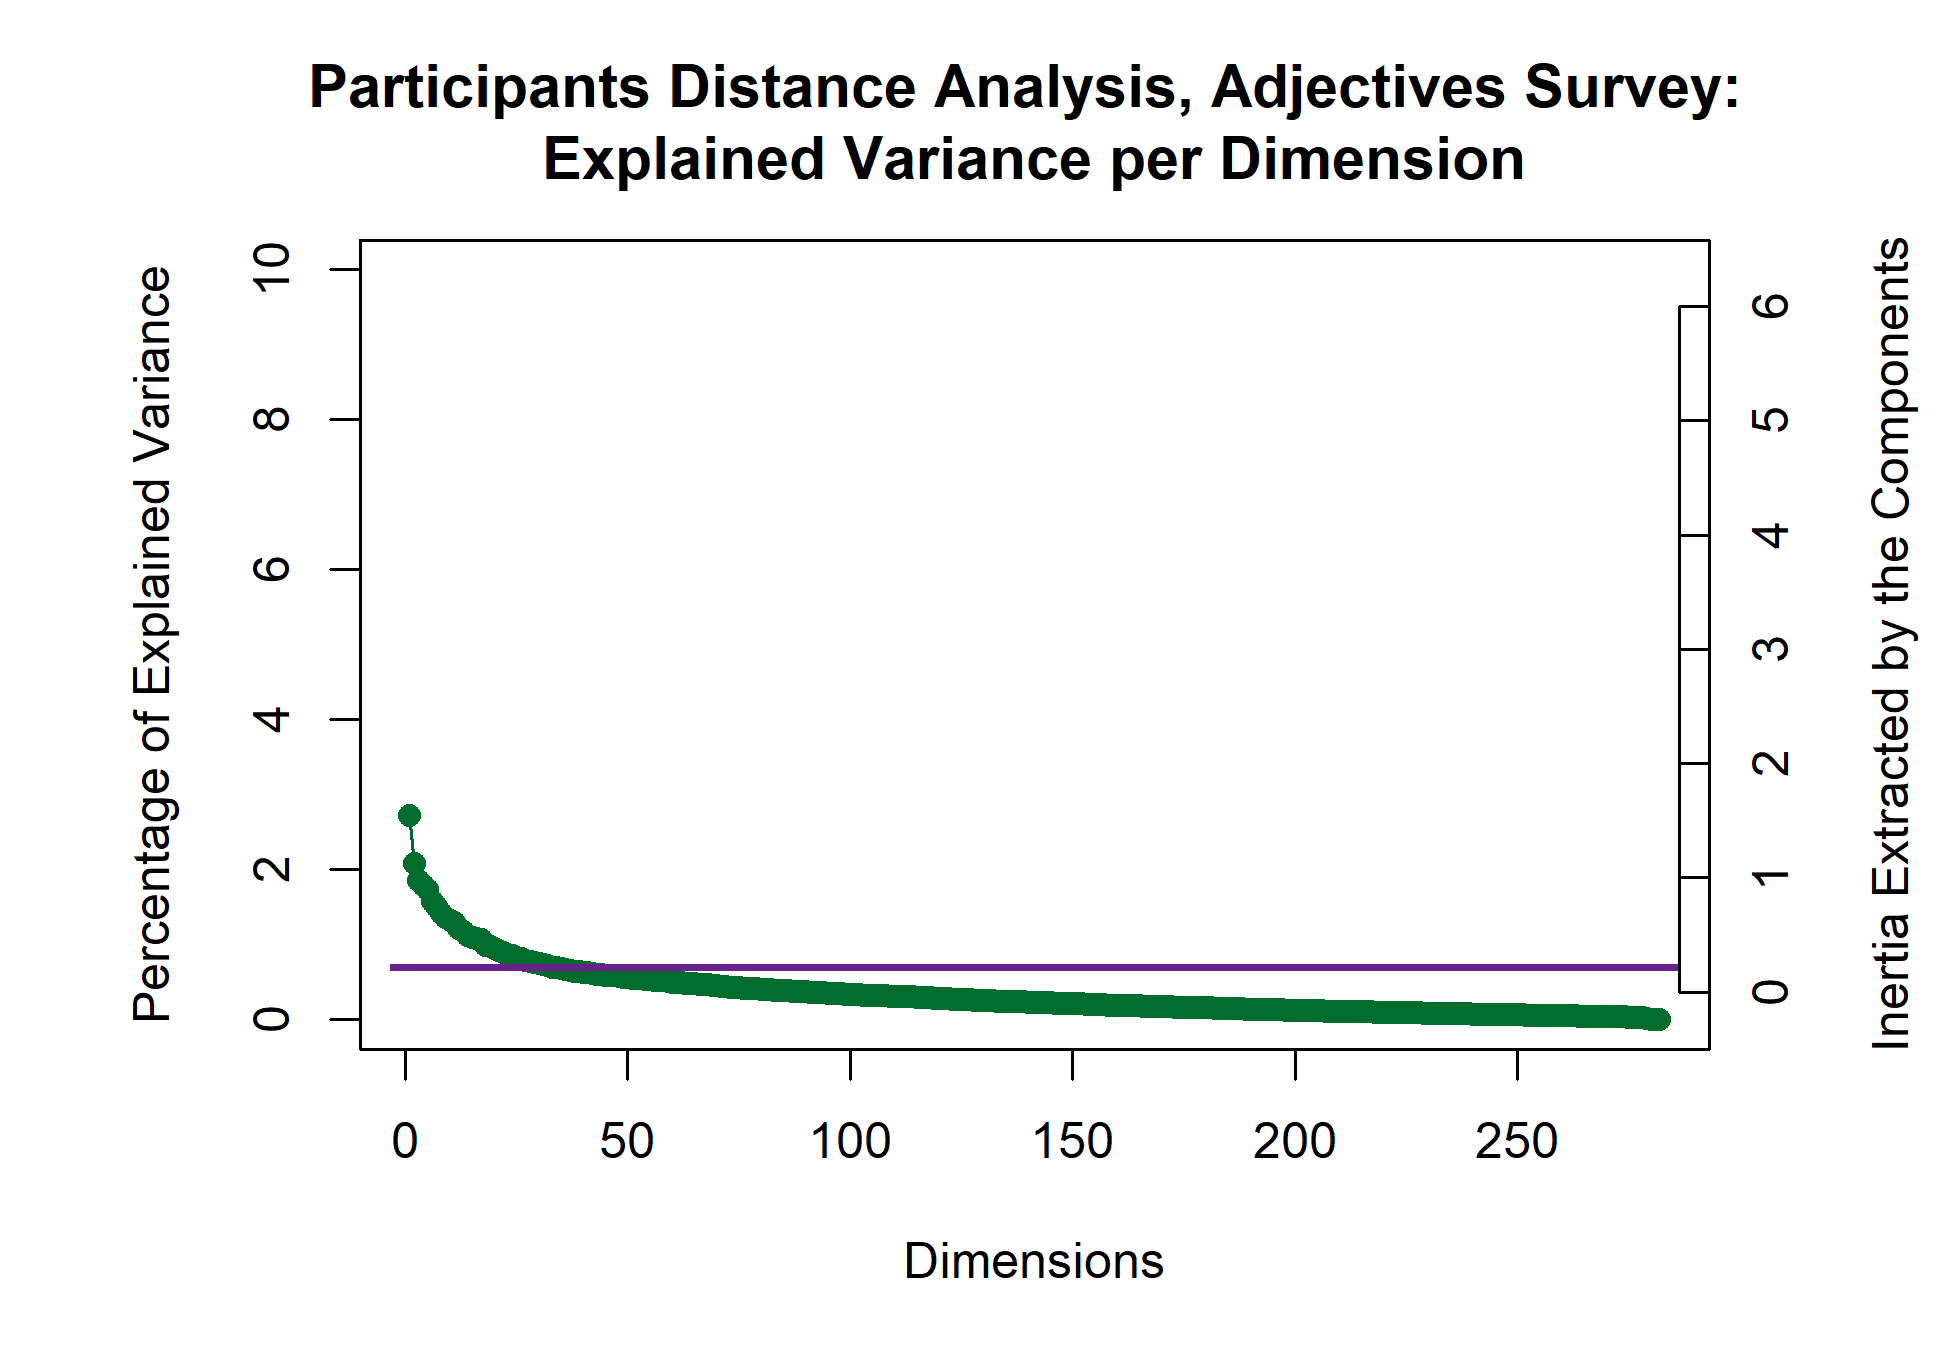 Participants Distance Analysis, Adjectives Survey:
Explained Variance per Dimension
Percentage of Explained Variance
10
8
6
4
2
0
6
5
4
3
2
1
0
Inertia Extracted by the Components
0 50 100 150 200 250
Dimensions